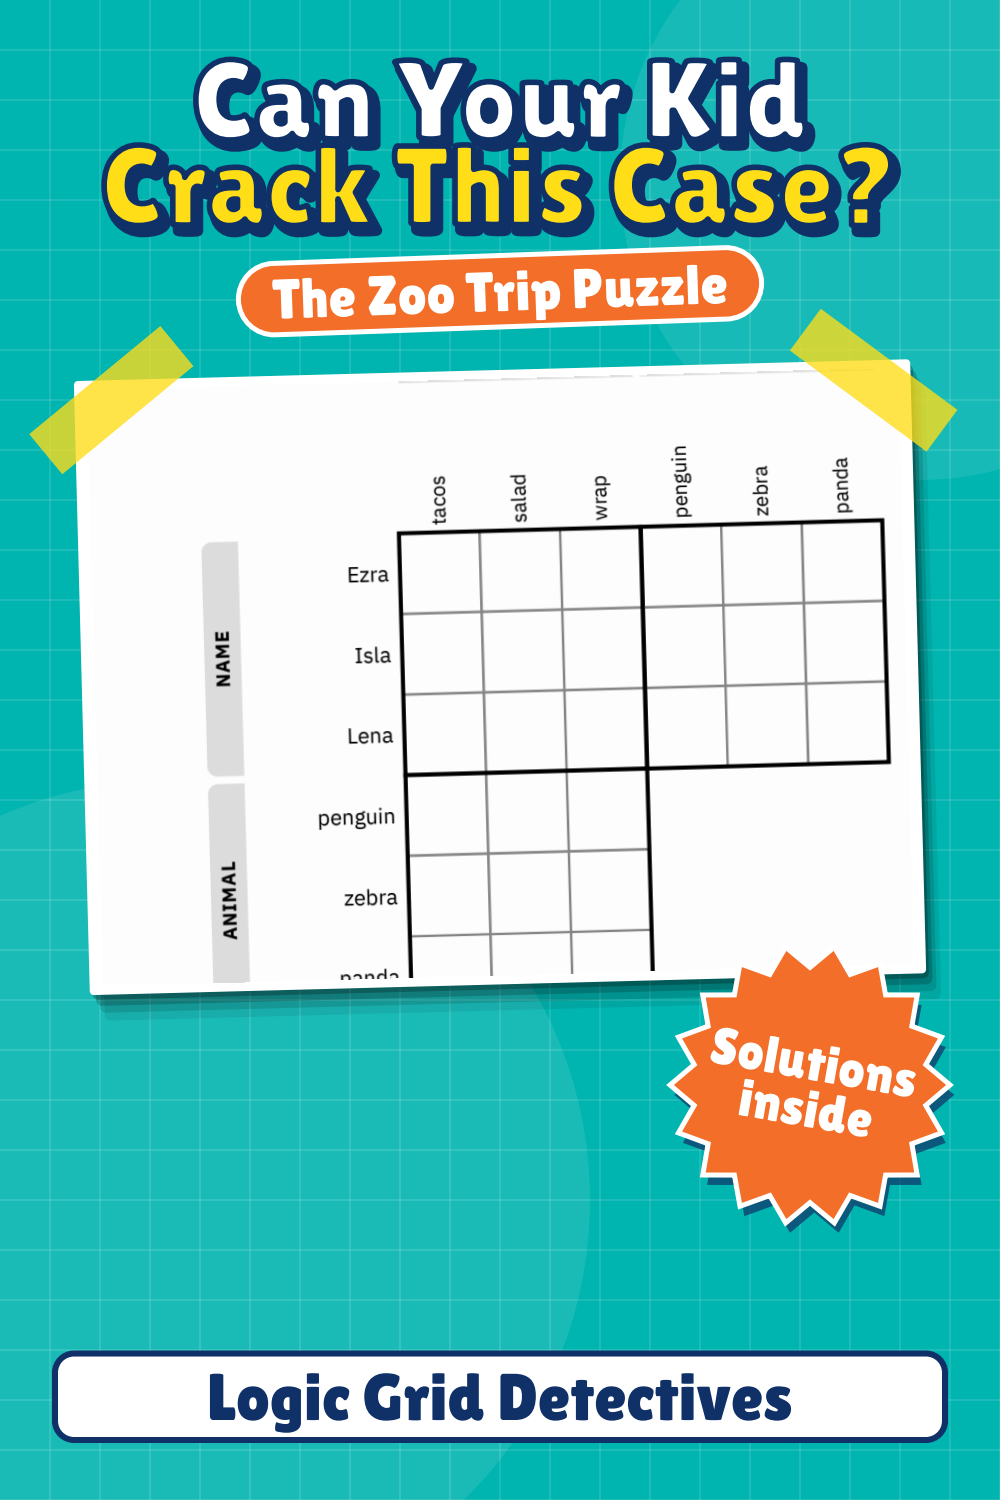 Can Your Kid
Crack This Case?
The Zoo Trip Puzzle
tacos
salad
wrap
penguin
zebra
panda
NAME
Ezra
Isla
Lena
ANIMAL
penguin
zebra
panda
Solutions
inside
Logic Grid Detectives